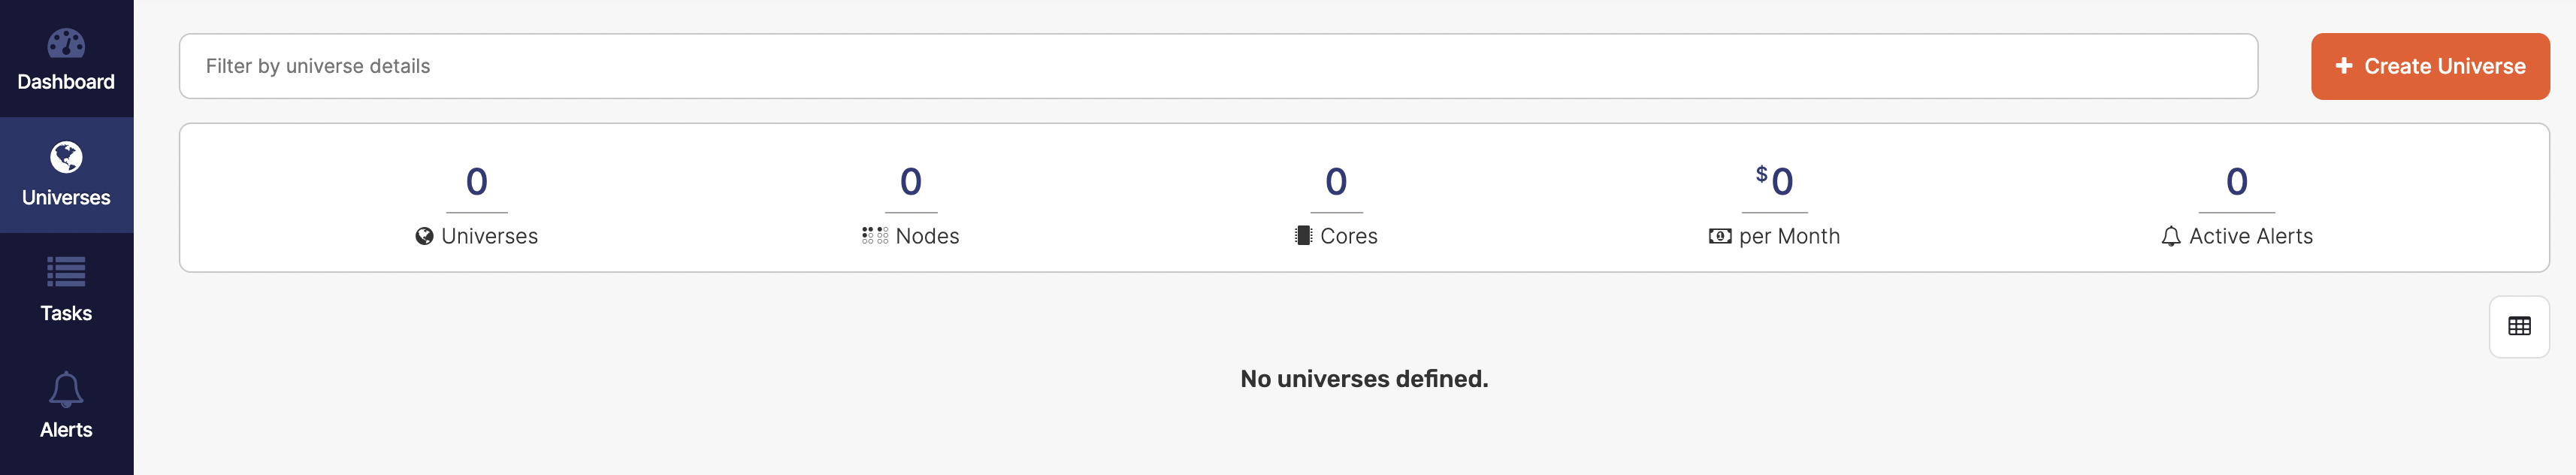 Dashboard
Universes
Tasks
Alerts
Filter by universe details
+ Create Universe
0
Universes
0
Nodes
0
Cores
$0
per Month
0
Active Alerts
No universes defined.